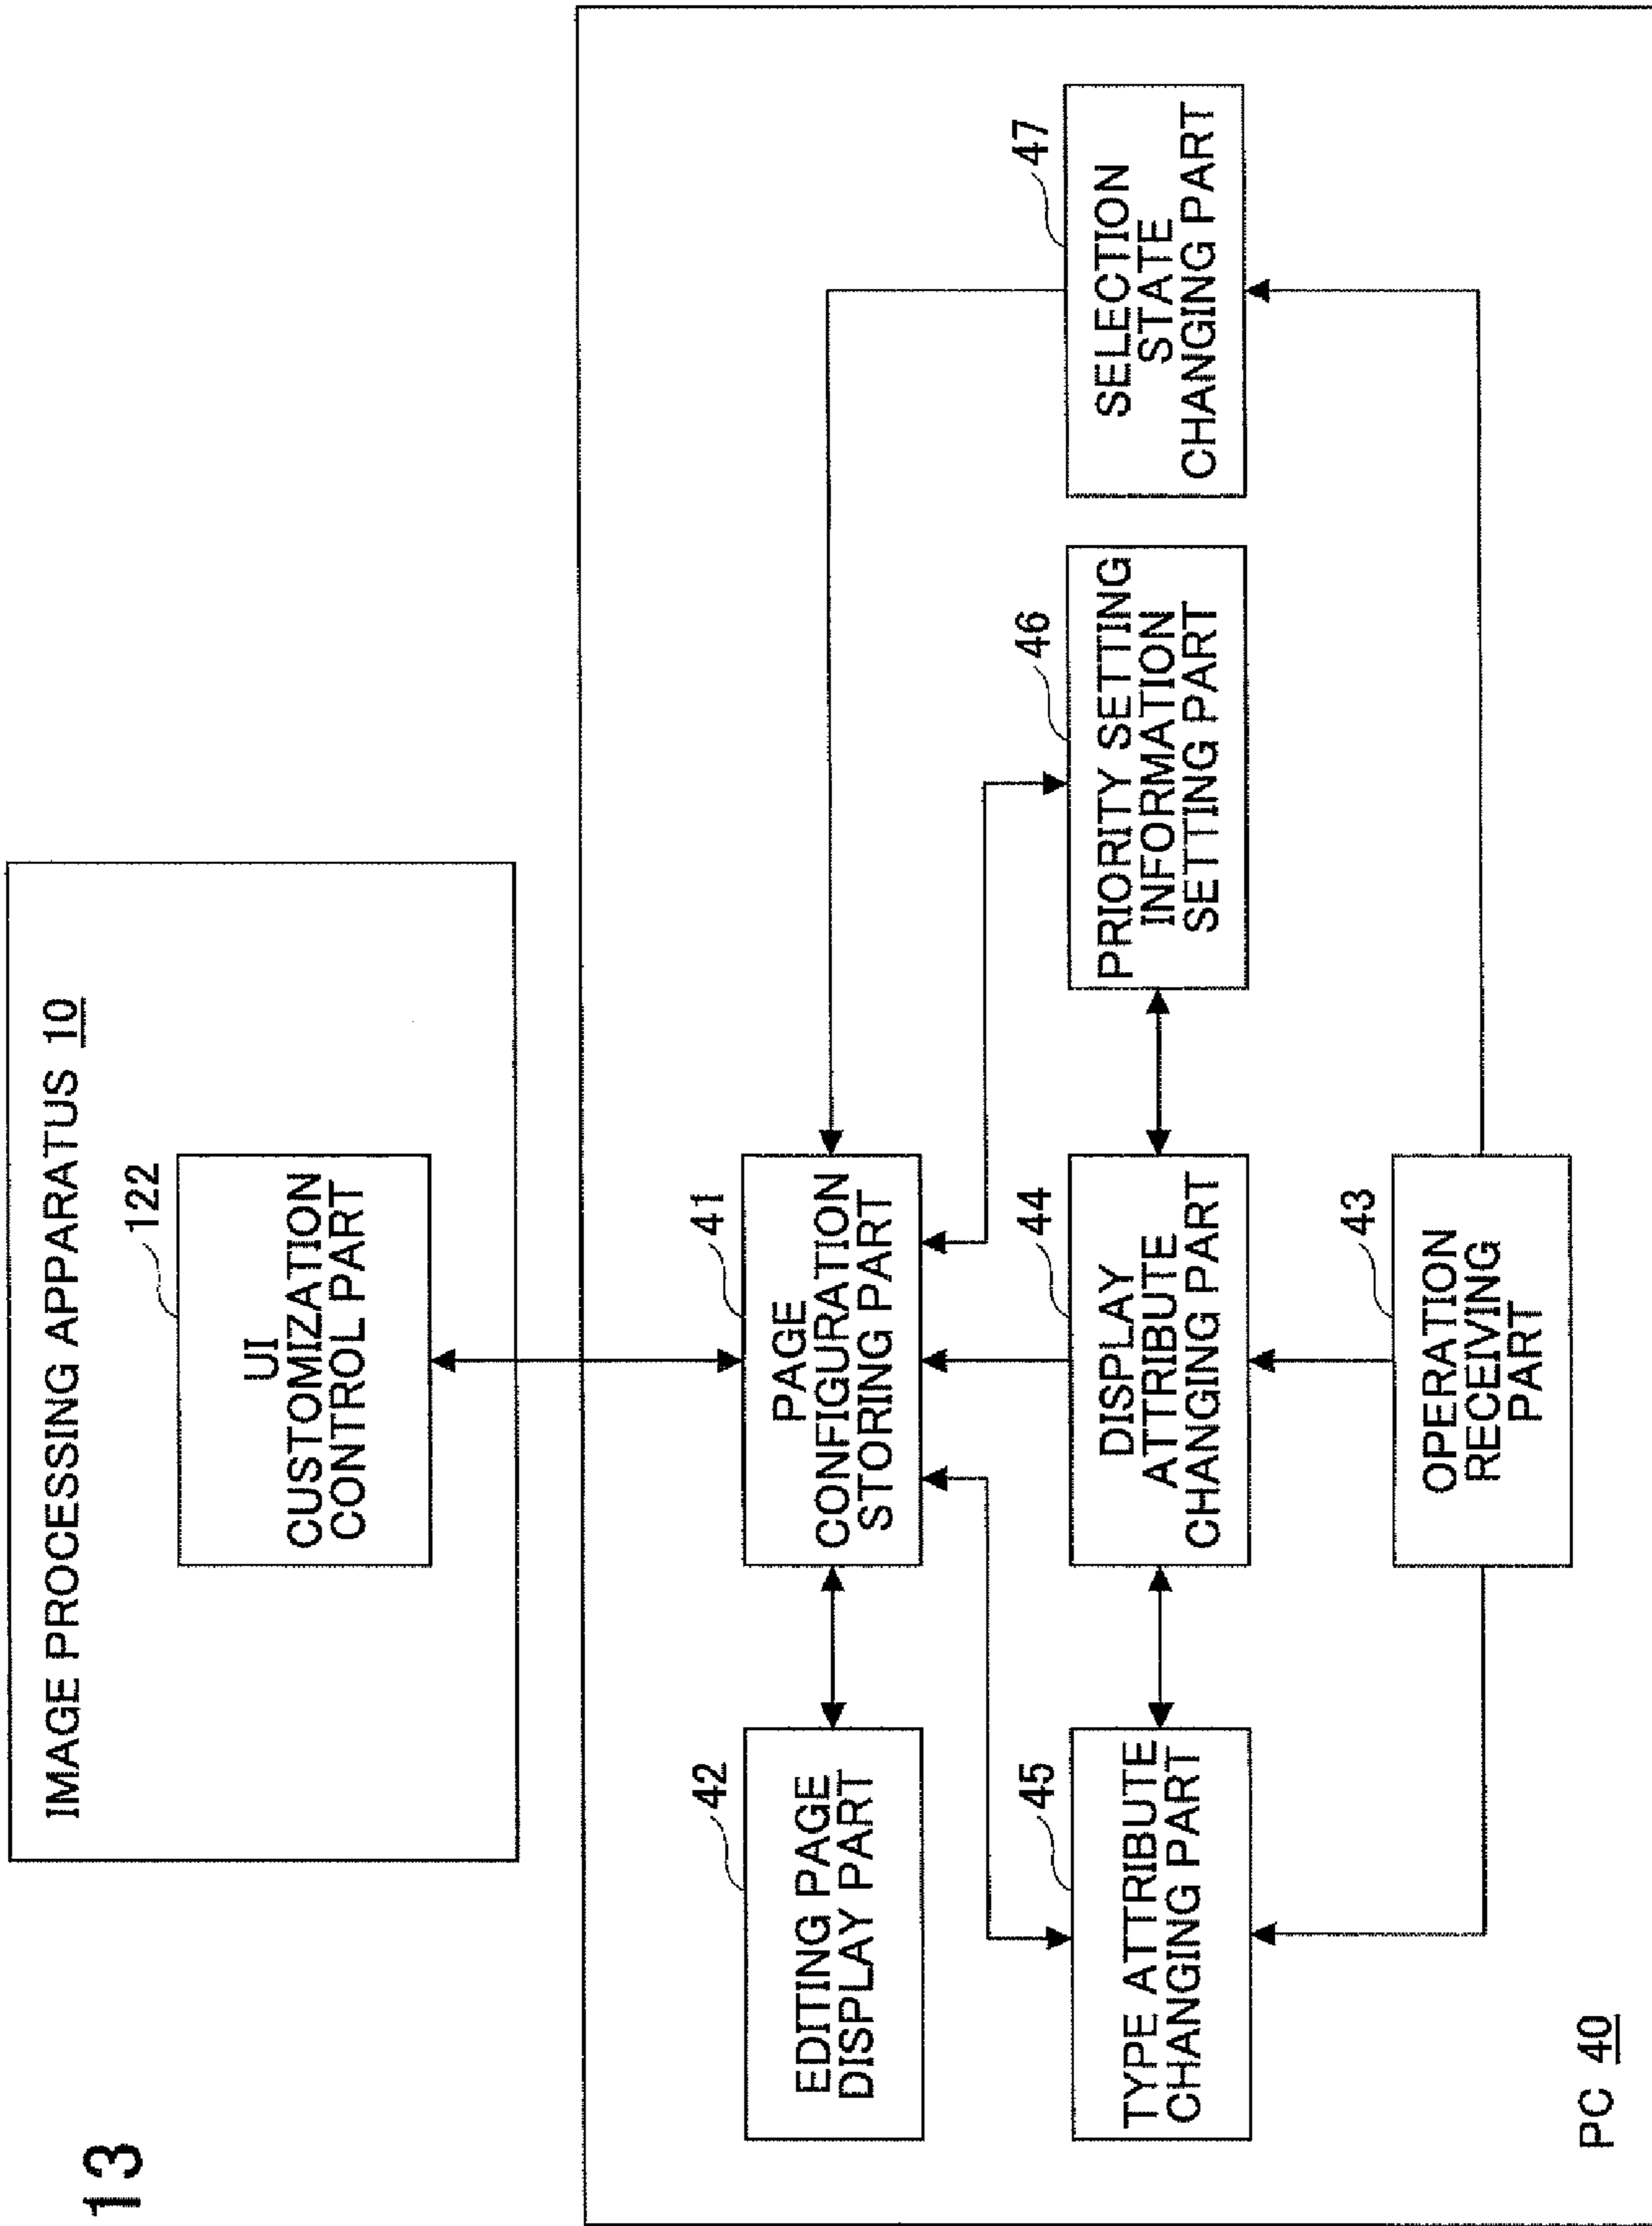 13
IMAGE PROCESSING APPARATUS 10
122
UI
CUSTOMIZATION
CONTROL PART
42
EDITING PAGE
DISPLAY PART
41
PAGE
CONFIGURATION
STORING PART
45
TYPE ATTRIBUTE
CHANGING PART
44
DISPLAY
ATTRIBUTE
CHANGING PART
46
PRIORITY SETTING
INFORMATION
SETTING PART
47
SELECTION
STATE
CHANGING PART
43
OPERATION
RECEIVING
PART
PC 40